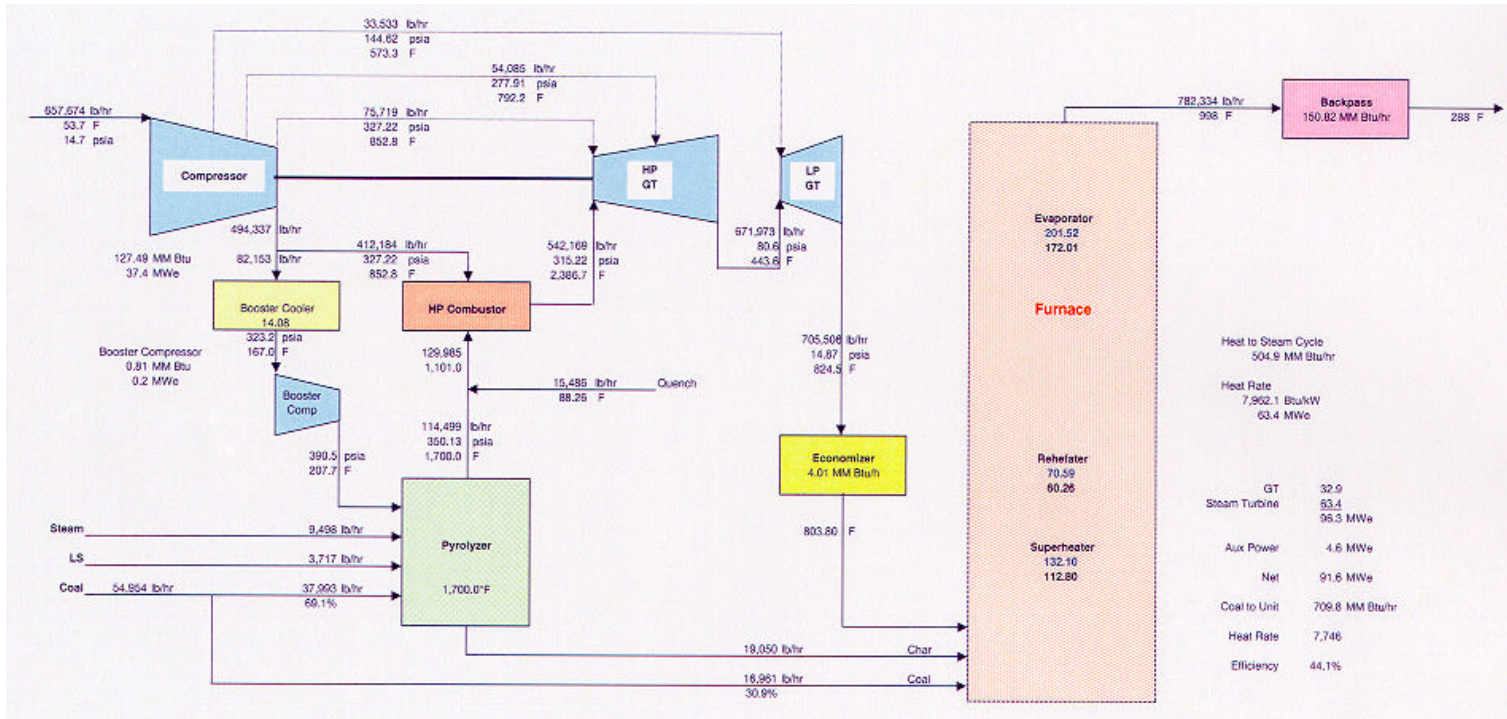 33,533 lb/hr
144.62 psia
573.3 F
54,085 lb/hr
277.91 psia
792.2 F
657,674 lb/hr
53.7 F
14.7 psia
75,719 lb/hr
327.22 psia
852.8 F
782,334 lb/hr
998 F
Backpass
150.82 MM Btu/hr
288 F
Compressor
HP
GT
LP
GT
494,337 lb/hr
127.49 MM Btu
37.4 MWe
82,153 lb/hr
412,184 lb/hr
327.22 psia
852.8 F
542,169 lb/hr
315.22 psia
2,386.7 F
671,973 lb/hr
80.6 psia
443.6 F
Evaporator
201.52
172.01
Booster Cooler
14.08
HP Combustor
Furnace
323.2 psia
167.0 F
Booster Compressor
0.81 MM Btu
0.2 MWe
129,985
1,101.0
705,506 lb/hr
14.87 psia
824.5 F
Heat to Steam Cycle
504.9 MM Btu/hr
Booster
Comp
15,486 lb/hr Quench
88.26 F
Heat Rate
7,962.1 Btu/kW
63.4 MWe
114,499 lb/hr
350.13 psia
1,700.0 F
390.5 psia
207.7 F
Economizer
4.01 MM Btu/h
Rehefater
70.59
60.26
GT 32.9
Steam Turbine 63.4
96.3 MWe
Steam 9,498 lb/hr
803.80 F
Pyrolyzer
1,700.0°F
Superheater
132.10
112.80
Aux Power 4.6 MWe
LS 3,717 lb/hr
Net 91.6 MWe
Coal 54,954 lb/hr 37,993 lb/hr
69.1%
Coal to Unit 709.8 MM Btu/hr
Heat Rate 7,746
19,050 lb/hr Char
Efficiency 44.1%
16,961 lb/hr Coal
30.9%